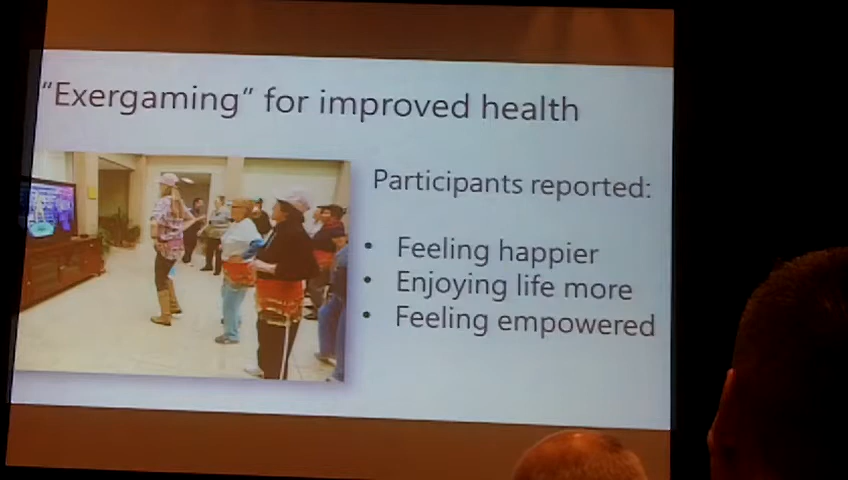 “Exergaming” for improved health
Participants reported:
• Feeling happier
• Enjoying life more
• Feeling empowered